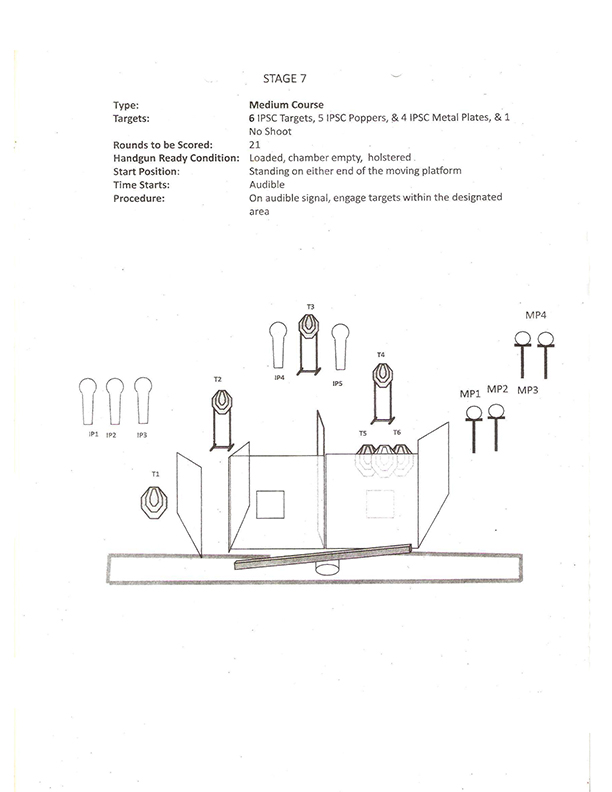 STAGE 7
Type: Medium Course
Targets: 6 IPSC Targets, 5 IPSC Poppers, & 4 IPSC Metal Plates, & 1
No Shoot
Rounds to be Scored: 21
Handgun Ready Condition: Loaded, chamber empty, holstered
Start Position: Standing on either end of the moving platform
Time Starts: Audible
Procedure: On audible signal, engage targets within the designated
area
T3
MP4
T4
IP4
IP5
T2
MP1 MP2 MP3
IP1 IP2 IP3
T5 T6
T1